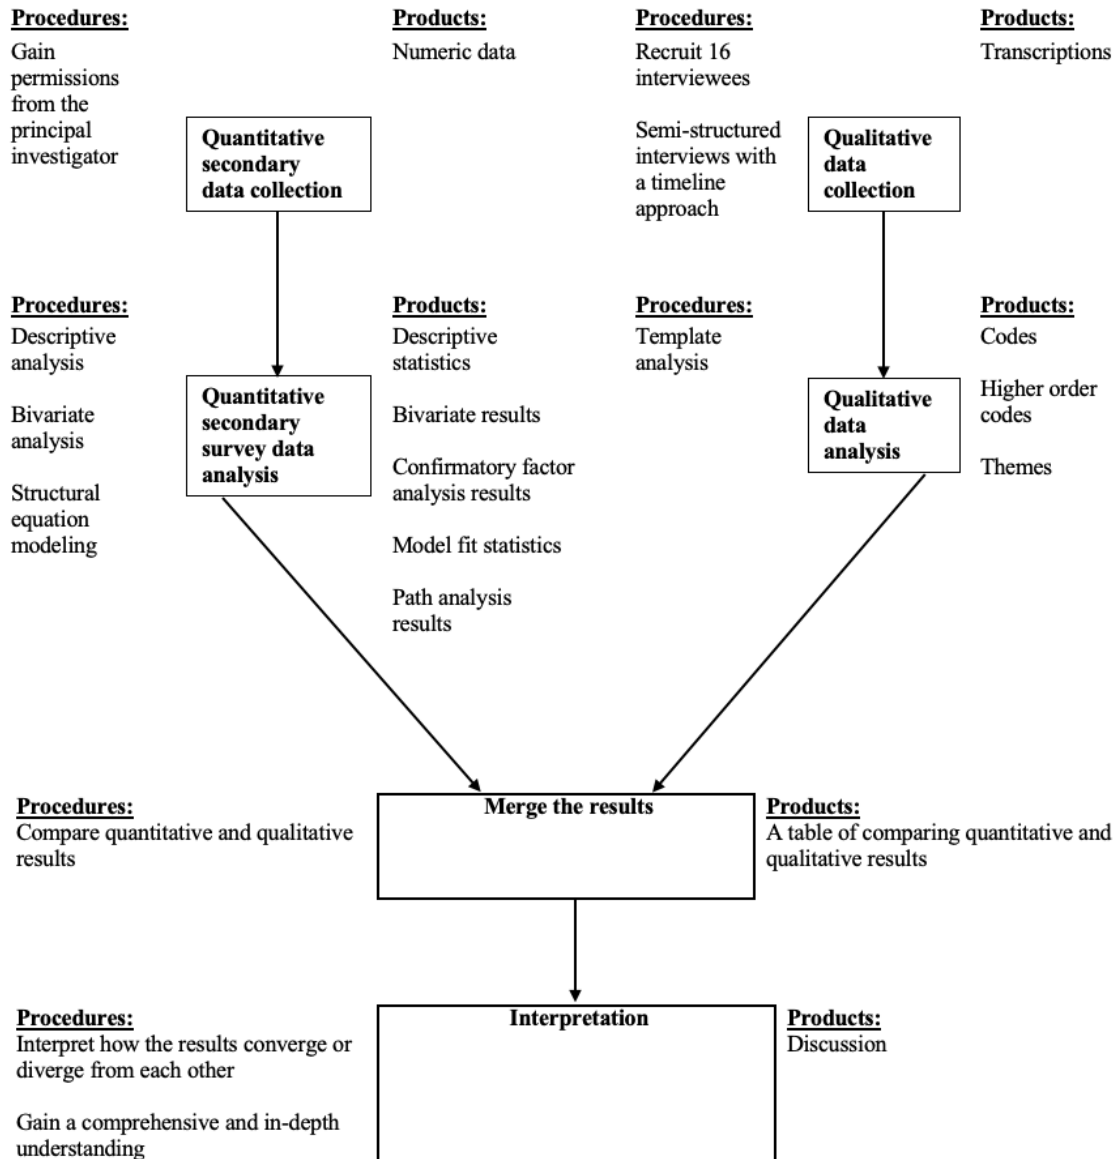 Procedures:
Gain
permissions
from the
principal
investigator
Quantitative
secondary
data collection
Products:
Numeric data
Procedures:
Recruit 16
interviewees
Semi-structured
interviews with
a timeline
approach
Qualitative
data
collection
Products:
Transcriptions
Procedures:
Descriptive
analysis
Bivariate
analysis
Structural
equation
modeling
Quantitative
secondary
survey data
analysis
Products:
Descriptive
statistics
Bivariate results
Confirmatory factor
analysis results
Model fit statistics
Path analysis
results
Procedures:
Template
analysis
Qualitative
data
analysis
Products:
Codes
Higher order
codes
Themes
Procedures:
Compare quantitative and qualitative
results
Merge the results
Products:
A table of comparing quantitative and
qualitative results
Procedures:
Interpret how the results converge or
diverge from each other
Gain a comprehensive and in-depth
understanding
Interpretation
Products:
Discussion